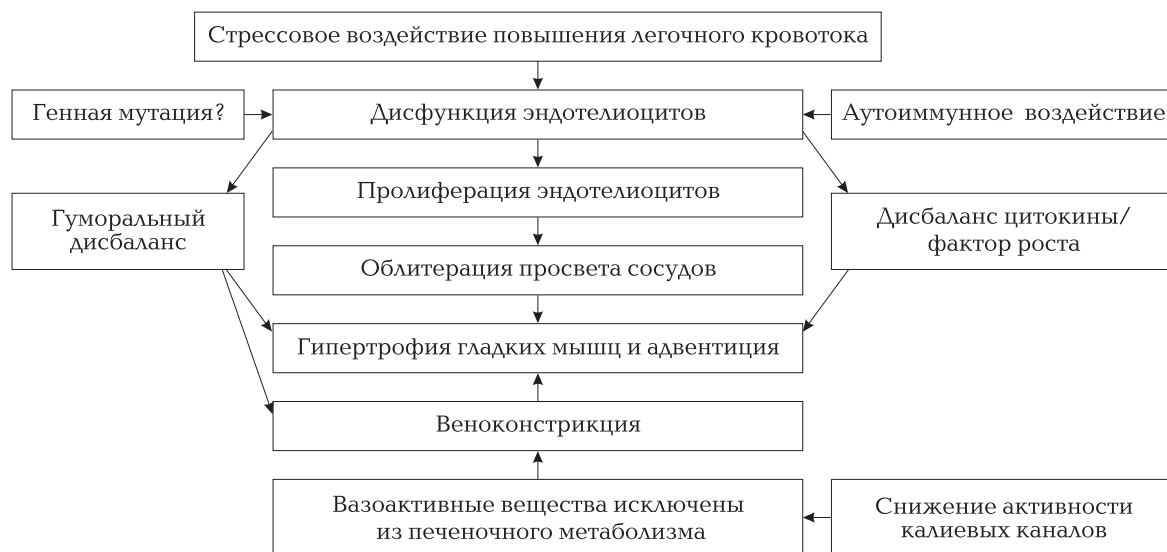 Стрессовое воздействие повышения легочного кровотока
Генная мутация?
Дисфункция эндотелиоцитов
Аутоиммунное воздействие
Пролиферация эндотелиоцитов
Гуморальный
дисбаланс
Дисбаланс цитокины/
фактор роста
Облитерация просвета сосудов
Гипертрофия гладких мышц и адвентиция
Веноконстрикция
Вазоактивные вещества исключены
из печеночного метаболизма
Снижение активности
калиевых каналов